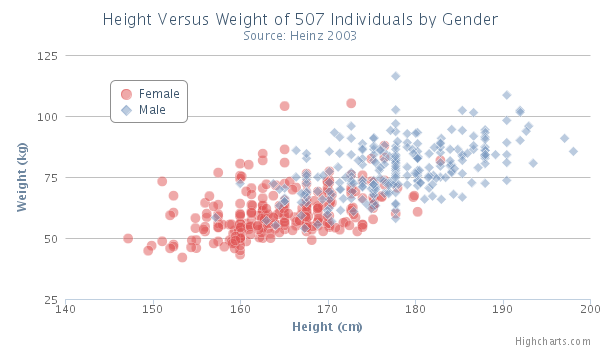 Height Versus Weight of 507 Individuals by Gender
Source: Heinz 2003
Weight (kg)
125
100
75
50
25
Female
Male
140 150 160 170 180 190 200
Height (cm)
Highcharts.com